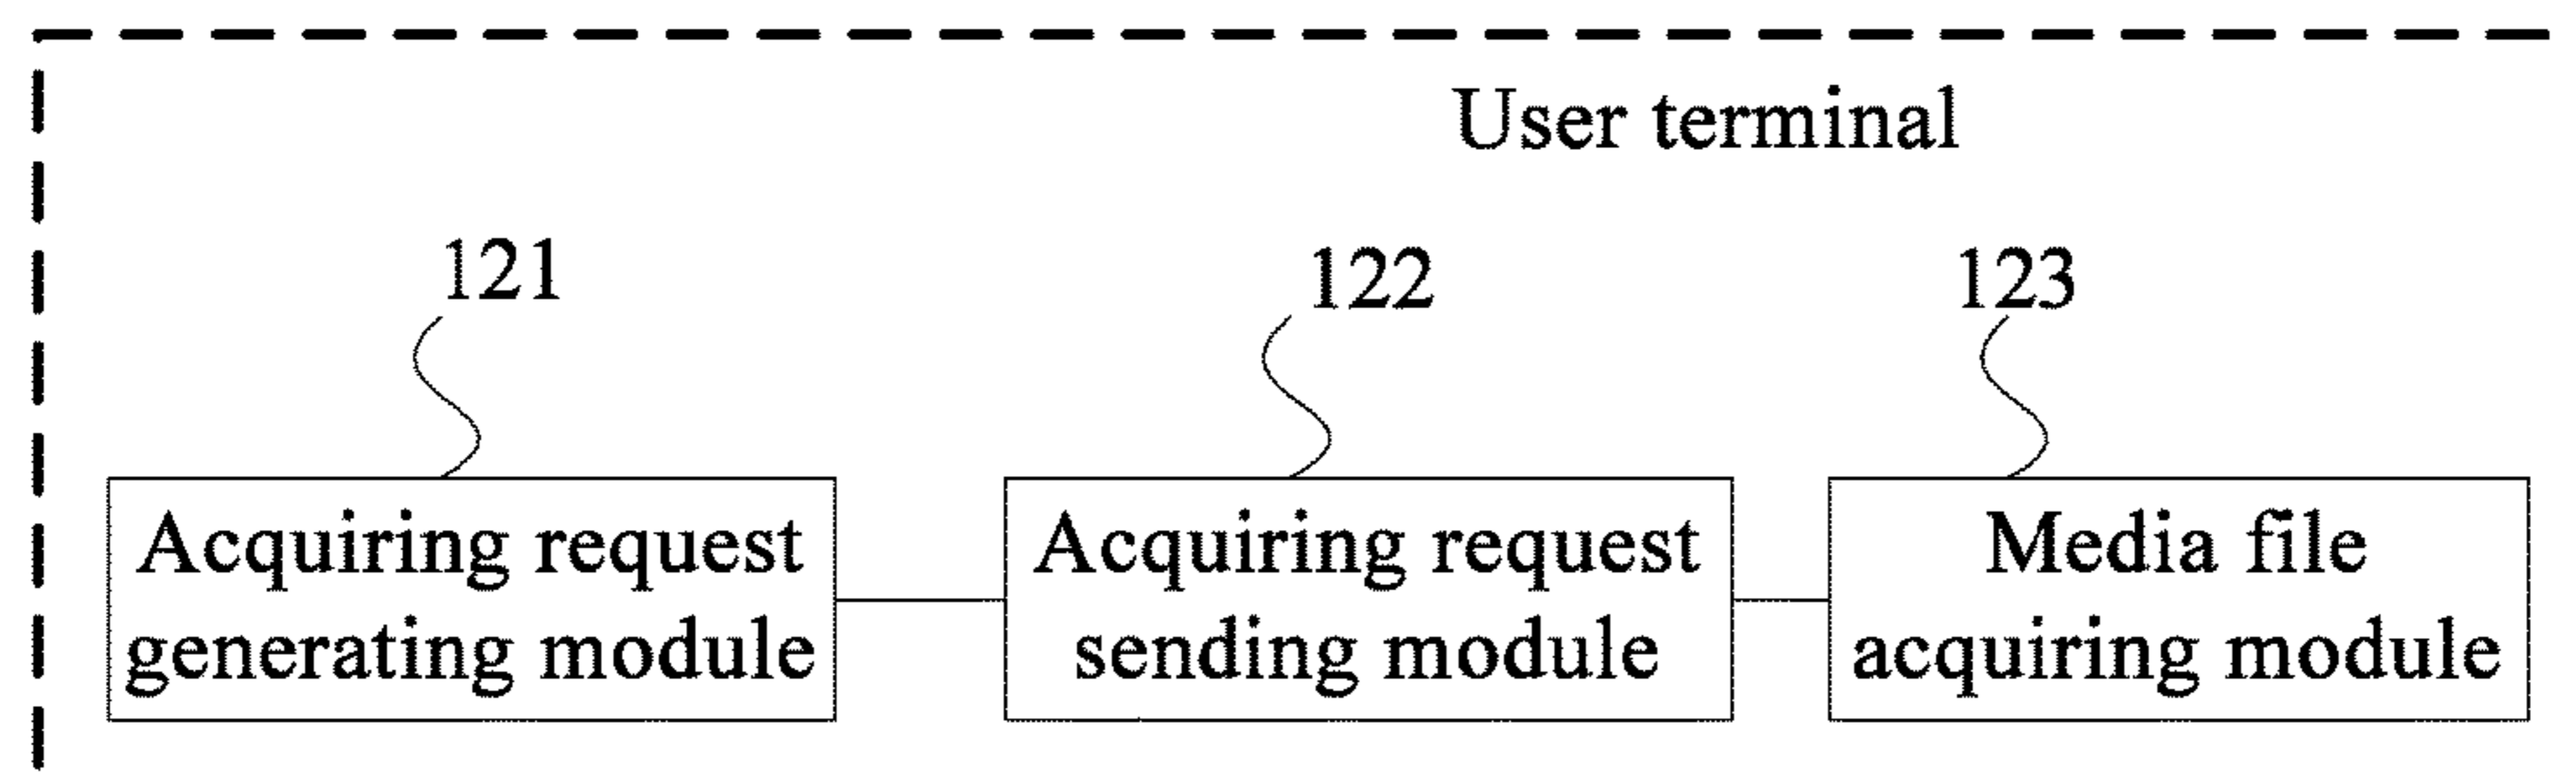 User terminal
121
122
123
Acquiring request
generating module
Acquiring request
sending module
Media file
acquiring module